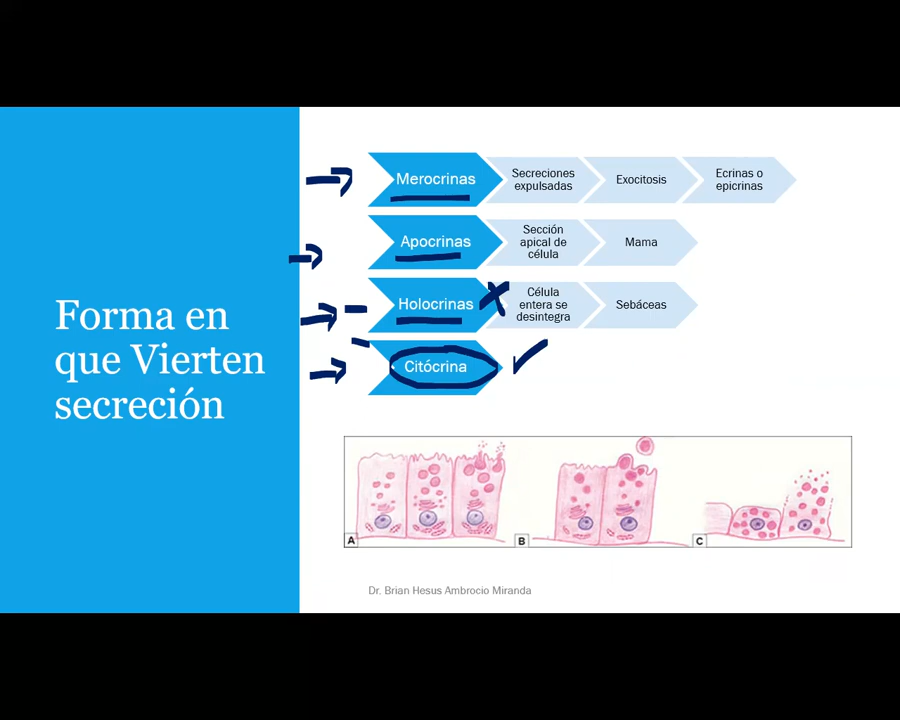 Forma en
que Vierten
secreción
Merocrinas
Secreciones
expulsadas
Exocitosis
Ecrinas o
epicrinas
Apocrinas
Sección
apical de
célula
Mama
Holocrinas
Célula
entera se
desintegra
Sebáceas
Citócrina
A
B
C
Dr. Brian Hesus Ambrocio Miranda